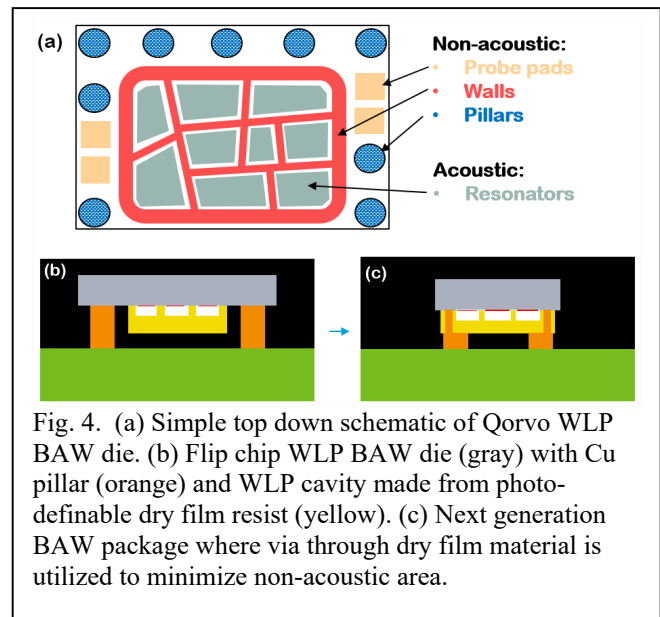 (a)
Non-acoustic:
• Probe pads
• Walls
• Pillars
Acoustic:
• Resonators
(b)
(c)
Fig. 4. (a) Simple top down schematic of Qorvo WLP
BAW die. (b) Flip chip WLP BAW die (gray) with Cu
pillar (orange) and WLP cavity made from photo-
definable dry film resist (yellow). (c) Next generation
BAW package where via through dry film material is
utilized to minimize non-acoustic area.